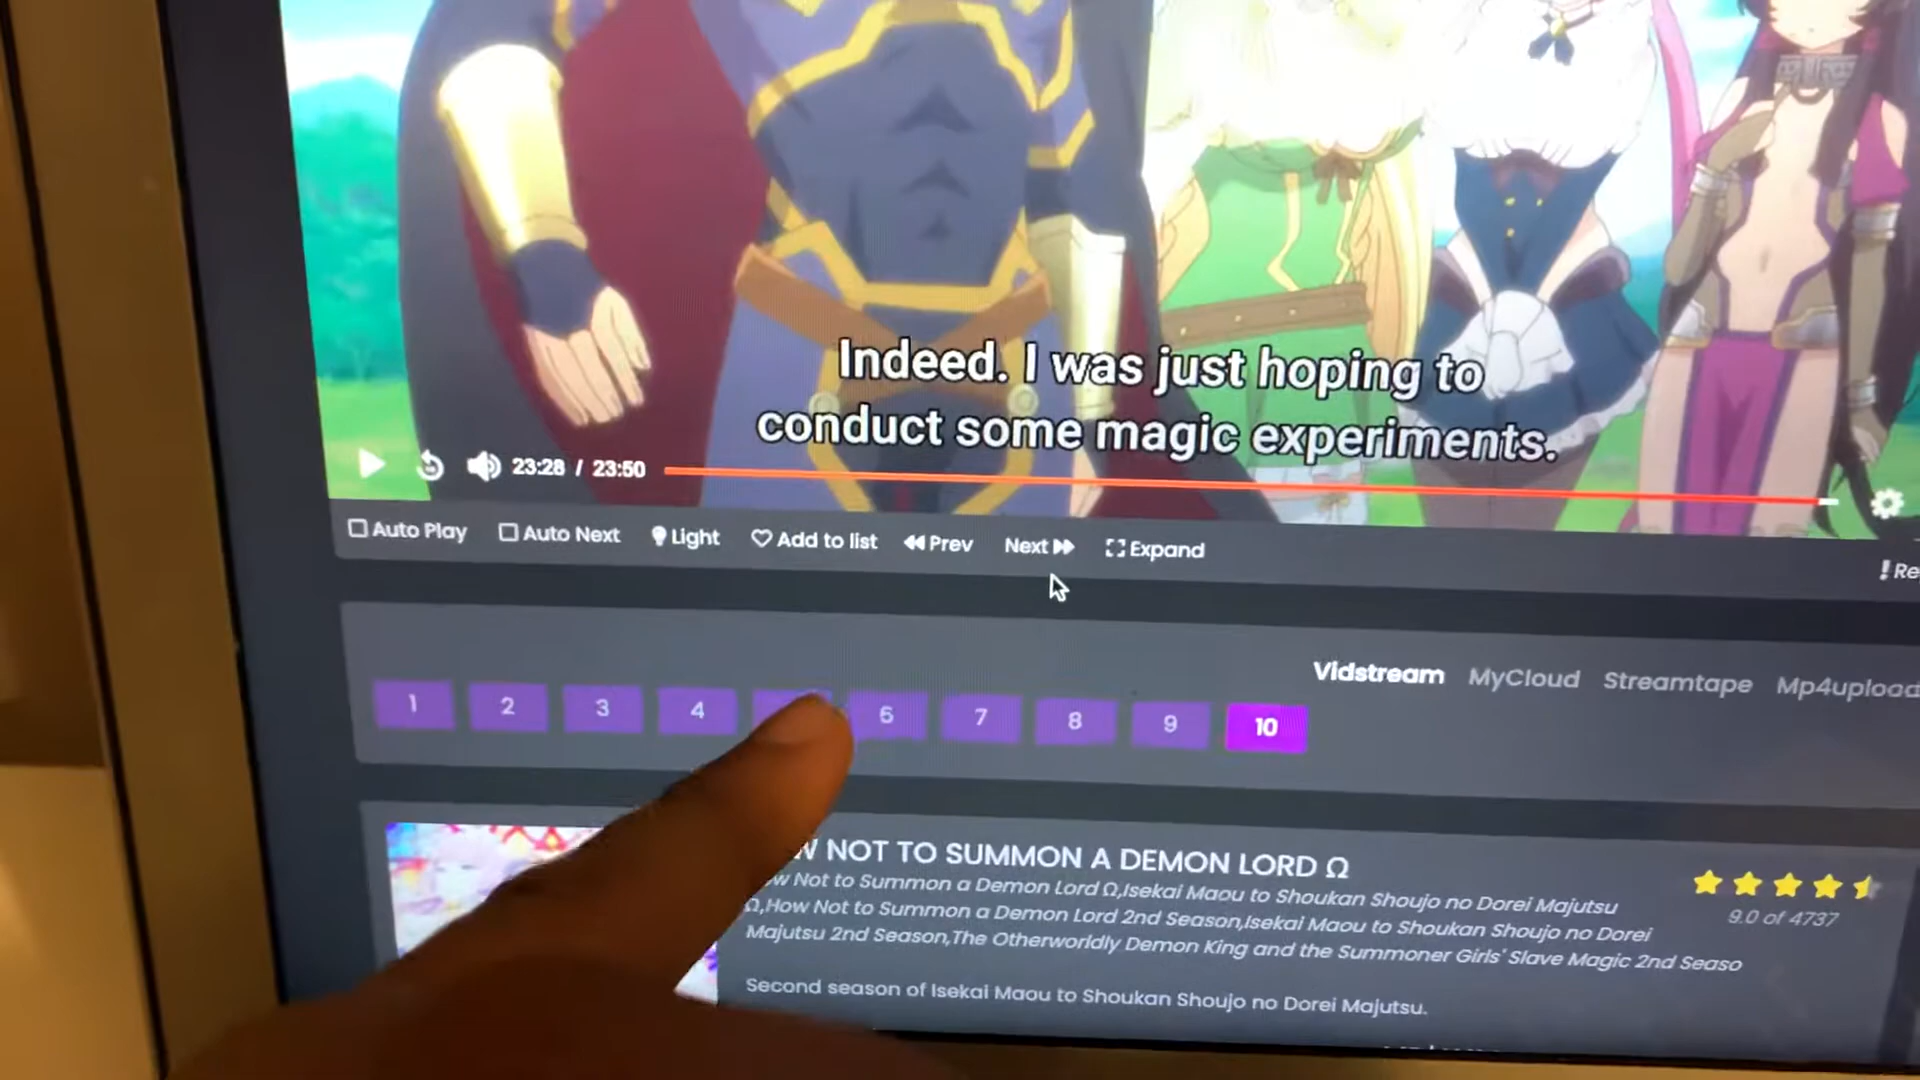 Indeed. I was just hoping to
conduct some magic experiments.
23:28 / 23:50
Auto Play Auto Next Light Add to list Prev Next Expand
Vidstream MyCloud Streamtape Mp4upload
1 2 3 4 6 7 8 9 10
NOT TO SUMMON A DEMON LORD Ω
Not to Summon a Demon Lord Ω,Isekai Maou to Shoukan Shoujo no Dorei Majutsu
Ω,How Not to Summon a Demon Lord 2nd Season,Isekai Maou to Shoukan Shoujo no Dorei
Majutsu 2nd Season,The Otherworldly Demon King and the Summoner Girls' Slave Magic 2nd Seaso
9.0 of 4737
Second season of Isekai Maou to Shoukan Shoujo no Dorei Majutsu.